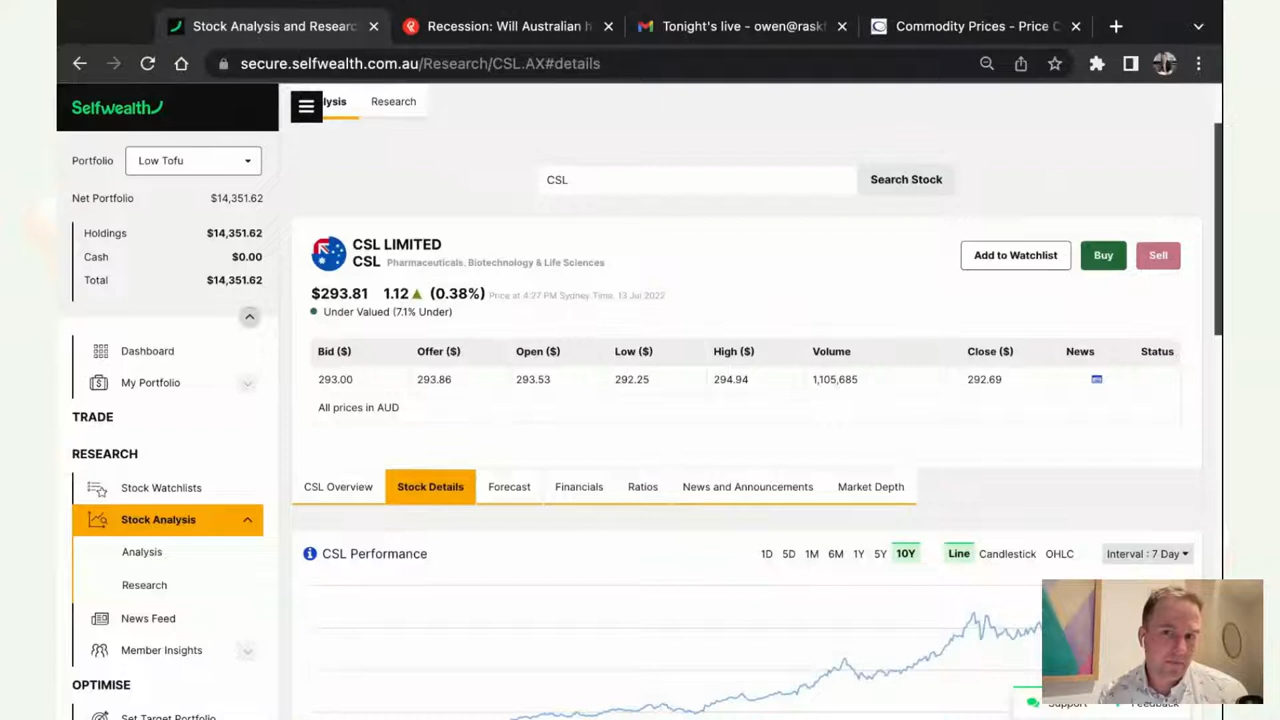 Stock Analysis and Researc
Recession: Will Australian h
Tonight's live - owen@rask
Commodity Prices - Price C
secure.selfwealth.com.au/Research/CSL.AX#details
Selfwealth
lysis
Research
Portfolio
Low Tofu
Net Portfolio
$14,351.62
Holdings
$14,351.62
Cash
$0.00
Total
$14,351.62
Dashboard
My Portfolio
TRADE
RESEARCH
Stock Watchlists
Stock Analysis
Analysis
Research
News Feed
Member Insights
OPTIMISE
Set Target Portfolio
CSL
Search Stock
CSL LIMITED
CSL Pharmaceuticals, Biotechnology & Life Sciences
Add to Watchlist
Buy
Sell
$293.81 1.12 (0.38%) Price at 4:27 PM Sydney Time, 13 Jul 2022
Under Valued (7.1% Under)
Bid ($) Offer ($) Open ($) Low ($) High ($) Volume Close ($) News Status
293.00 293.86 293.53 292.25 294.94 1,105,685 292.69
All prices in AUD
CSL Overview Stock Details Forecast Financials Ratios News and Announcements Market Depth
CSL Performance
1D 5D 1M 6M 1Y 5Y 10Y Line Candlestick OHLC Interval : 7 Day
Support
Feedback